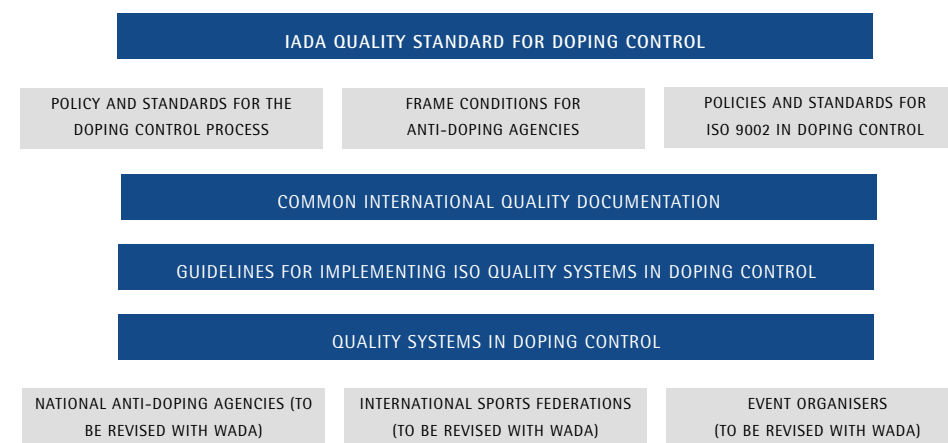 IADA QUALITY STANDARD FOR DOPING CONTROL
POLICY AND STANDARDS FOR THE
DOPING CONTROL PROCESS
FRAME CONDITIONS FOR
ANTI-DOPING AGENCIES
POLICIES AND STANDARDS FOR
ISO 9002 IN DOPING CONTROL
COMMON INTERNATIONAL QUALITY DOCUMENTATION
GUIDELINES FOR IMPLEMENTING ISO QUALITY SYSTEMS IN DOPING CONTROL
QUALITY SYSTEMS IN DOPING CONTROL
NATIONAL ANTI-DOPING AGENCIES (TO
BE REVISED WITH WADA)
INTERNATIONAL SPORTS FEDERATIONS
(TO BE REVISED WITH WADA)
EVENT ORGANISERS
(TO BE REVISED WITH WADA)